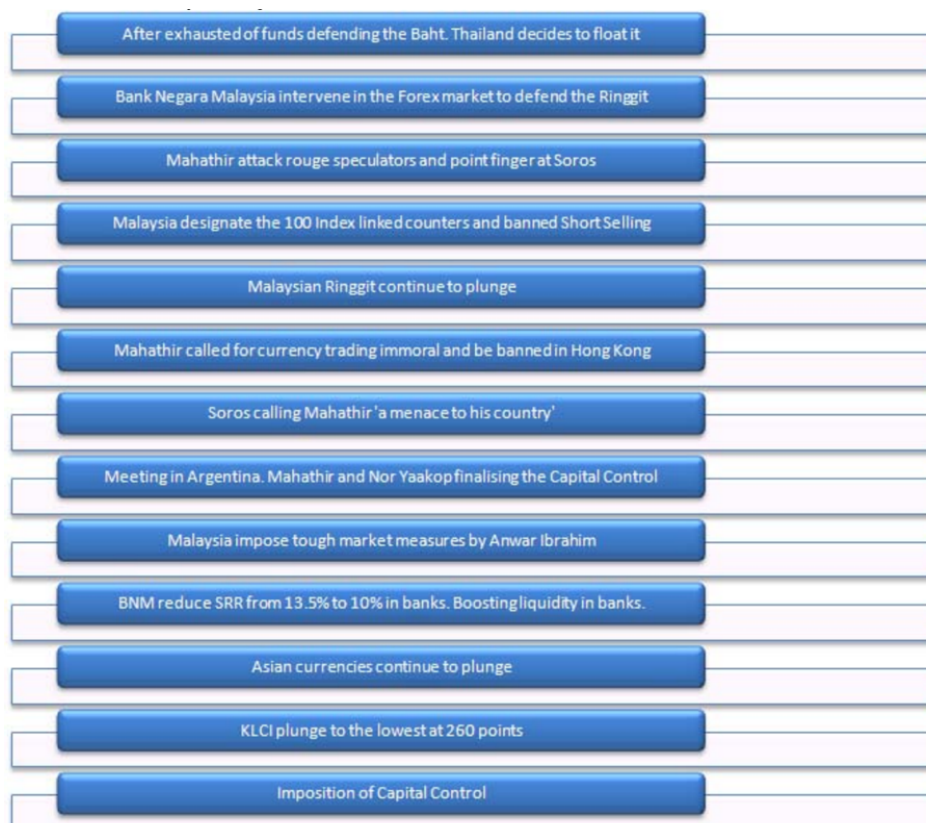 After exhausted of funds defending the Baht. Thailand decides to float it
Bank Negara Malaysia intervene in the Forex market to defend the Ringgit
Mahathir attack rouge speculators and point finger at Soros
Malaysia designate the 100 Index linked counters and banned Short Selling
Malaysian Ringgit continue to plunge
Mahathir called for currency trading immoral and be banned in Hong Kong
Soros calling Mahathir 'a menace to his country'
Meeting in Argentina. Mahathir and Nor Yaakop finalising the Capital Control
Malaysia impose tough market measures by Anwar Ibrahim
BNM reduce SRR from 13.5% to 10% in banks. Boosting liquidity in banks.
Asian currencies continue to plunge
KLCI plunge to the lowest at 260 points
Imposition of Capital Control